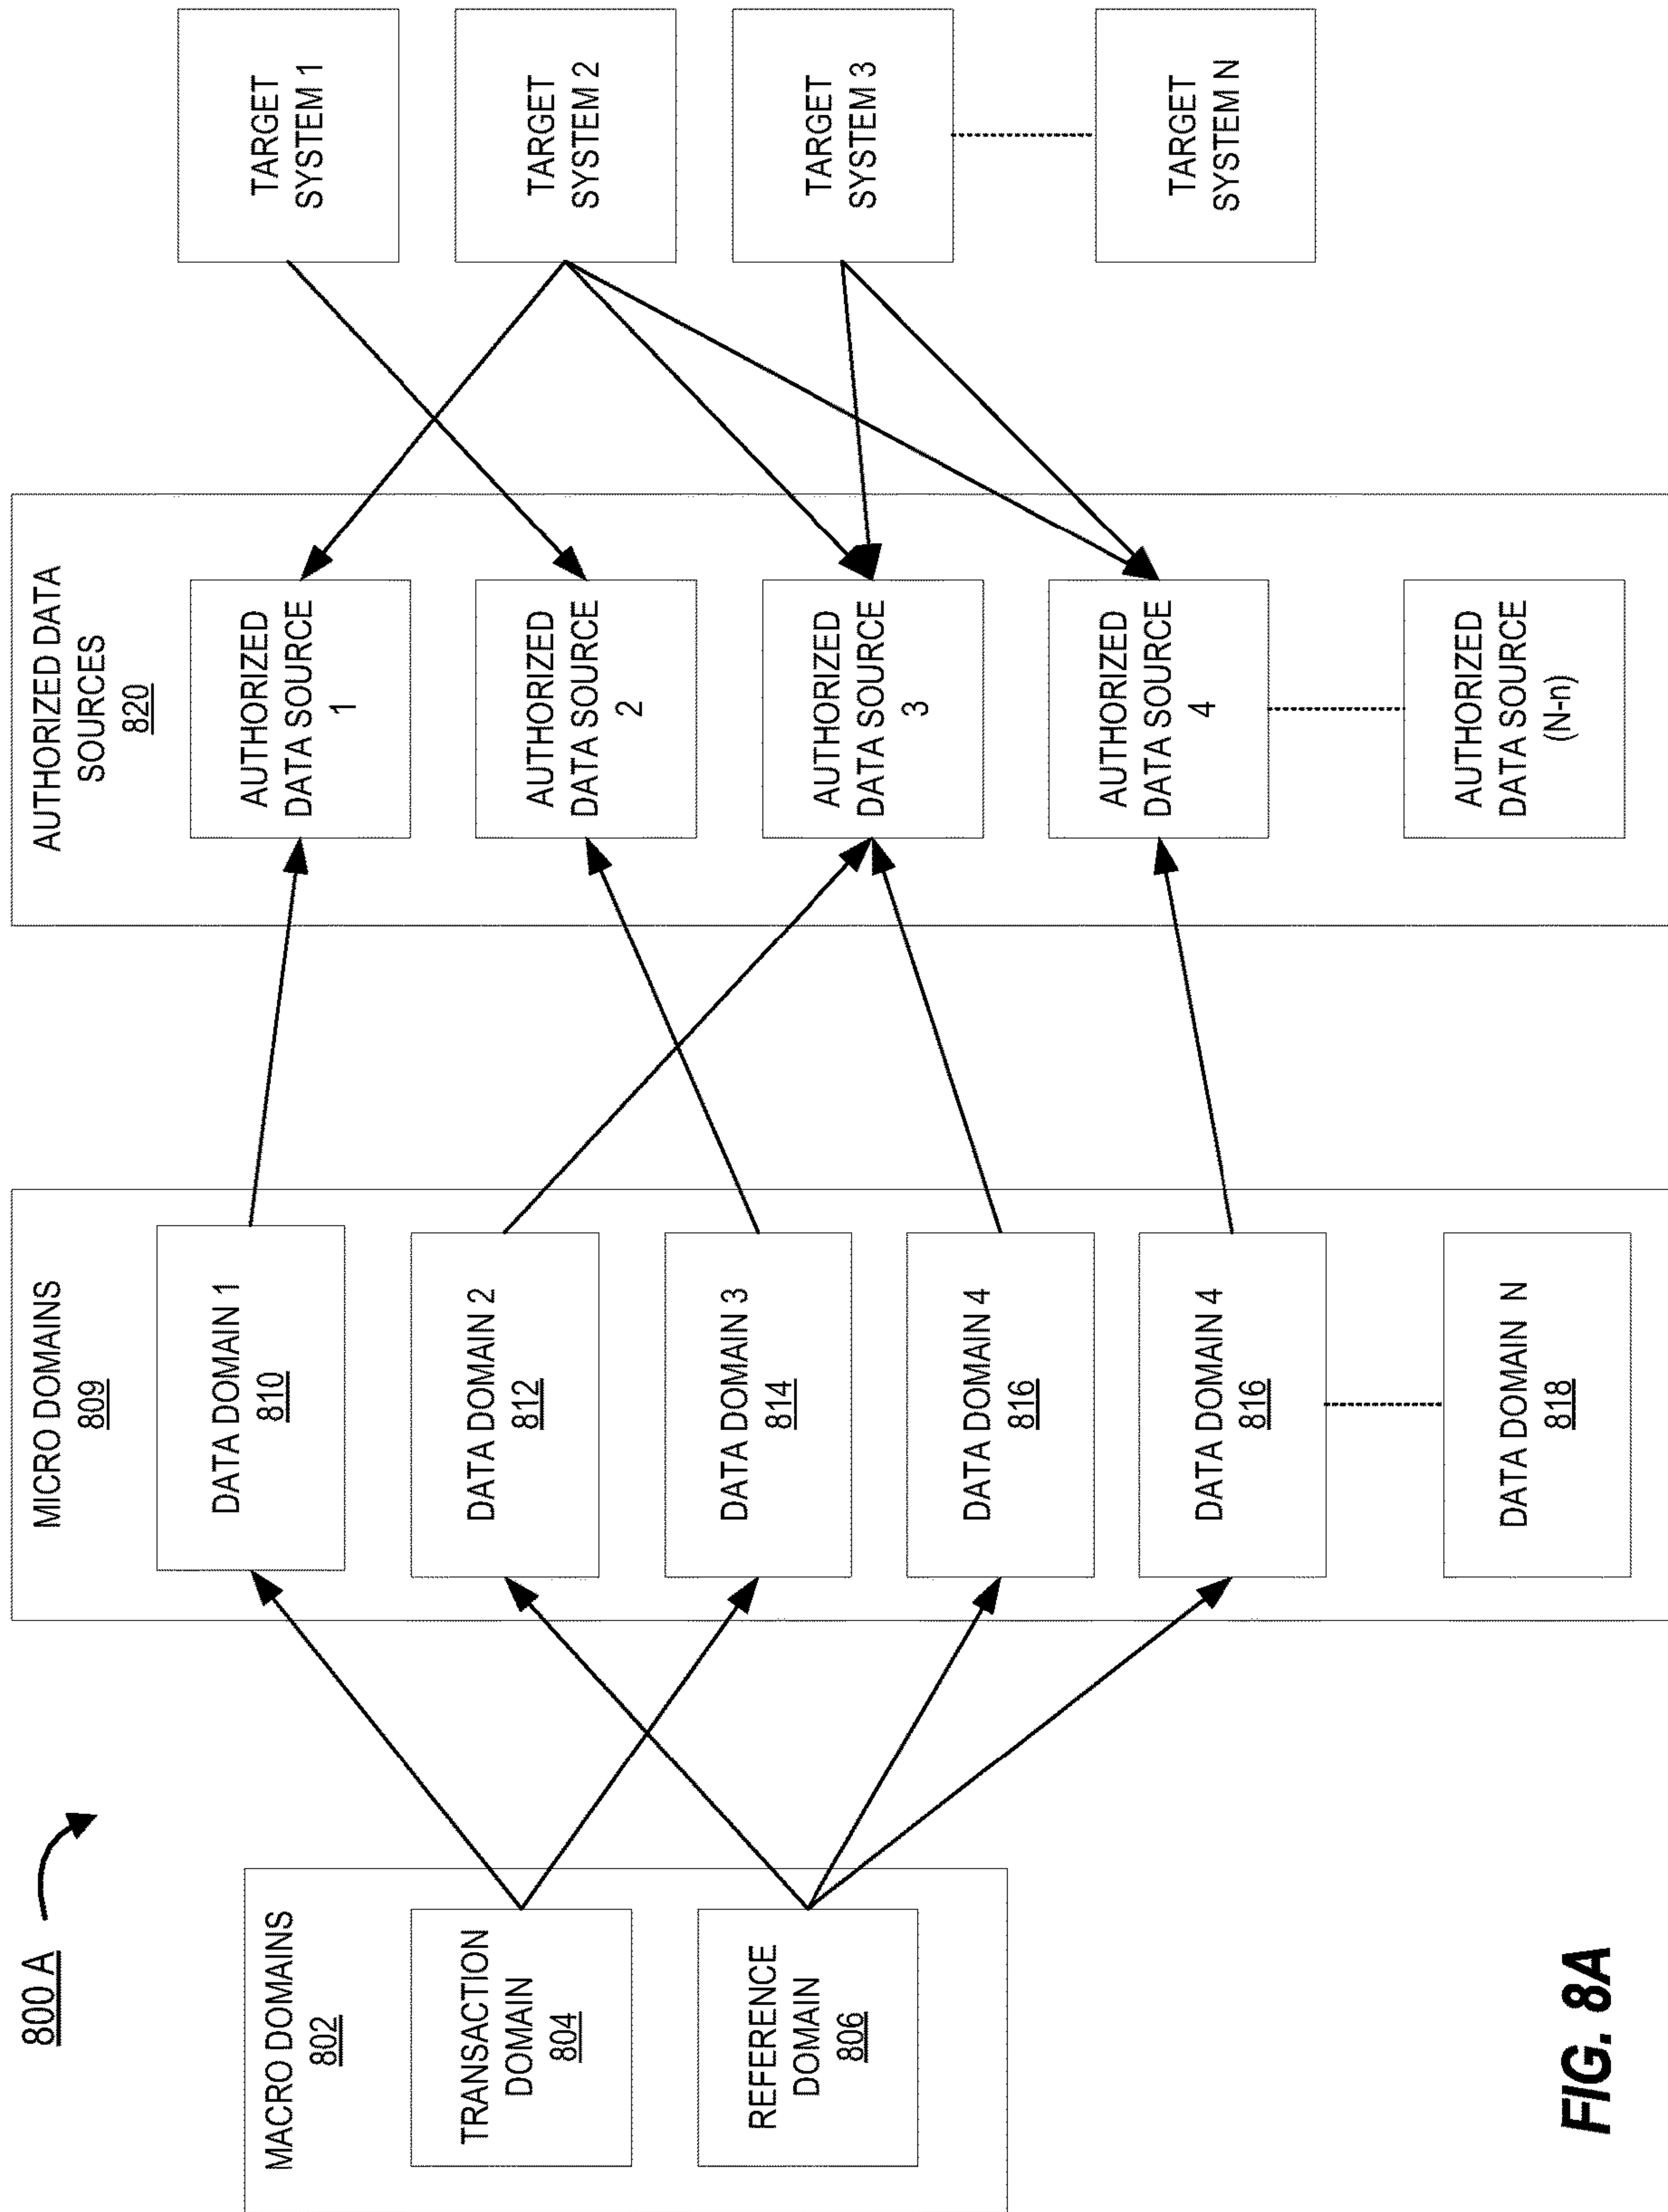 800 A
MACRO DOMAINS
802
TRANSACTION
DOMAIN
804
REFERENCE
DOMAIN
806
MICRO DOMAINS
809
DATA DOMAIN 1
810
DATA DOMAIN 2
812
DATA DOMAIN 3
814
DATA DOMAIN 4
816
DATA DOMAIN 4
816
DATA DOMAIN N
818
AUTHORIZED DATA
SOURCES
820
AUTHORIZED
DATA SOURCE
1
AUTHORIZED
DATA SOURCE
2
AUTHORIZED
DATA SOURCE
3
AUTHORIZED
DATA SOURCE
4
AUTHORIZED
DATA SOURCE
(N-n)
TARGET
SYSTEM 1
TARGET
SYSTEM 2
TARGET
SYSTEM 3
TARGET
SYSTEM N
FIG. 8A